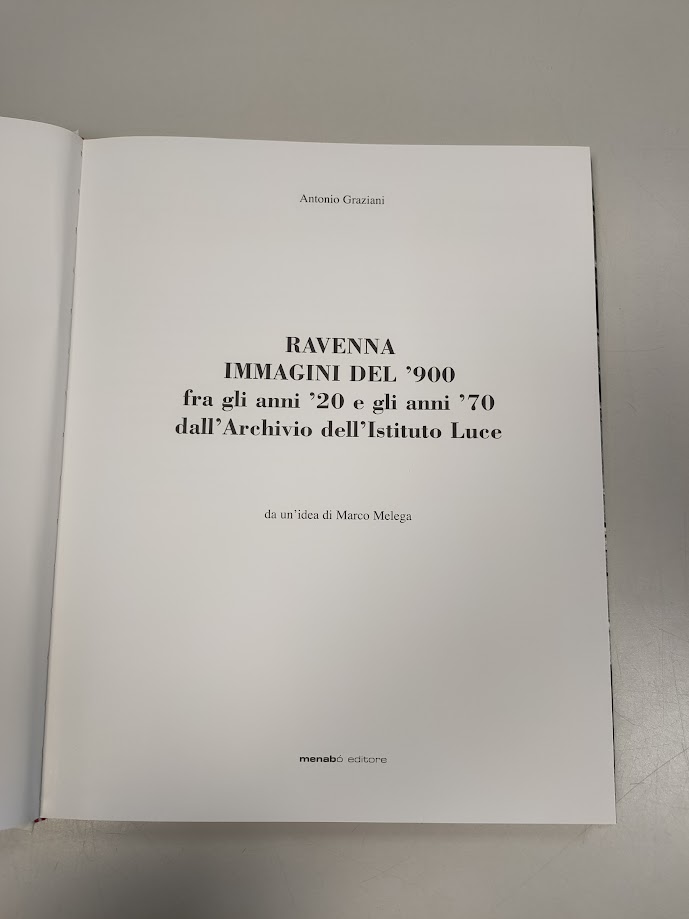 Antonio Graziani
RAVENNA
IMMAGINI DEL ’900
fra gli anni ’20 e gli anni ’70
dall’Archivio dell’Istituto Luce
da un’idea di Marco Melega
menabó editore